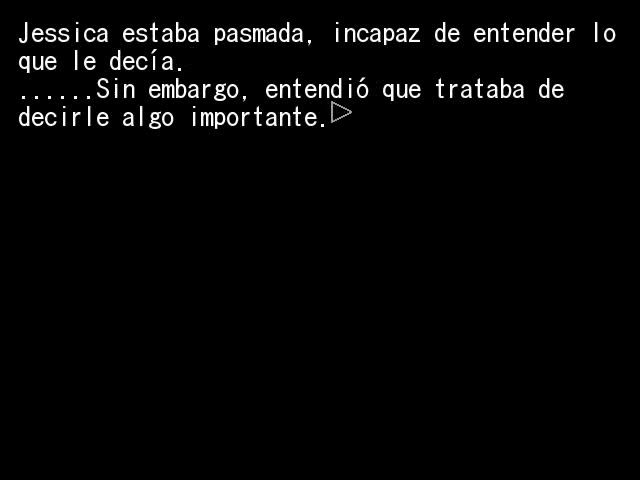 Jessica estaba pasmada, incapaz de entender lo
que le decía.
......Sin embargo, entendió que trataba de
decirle algo importante.